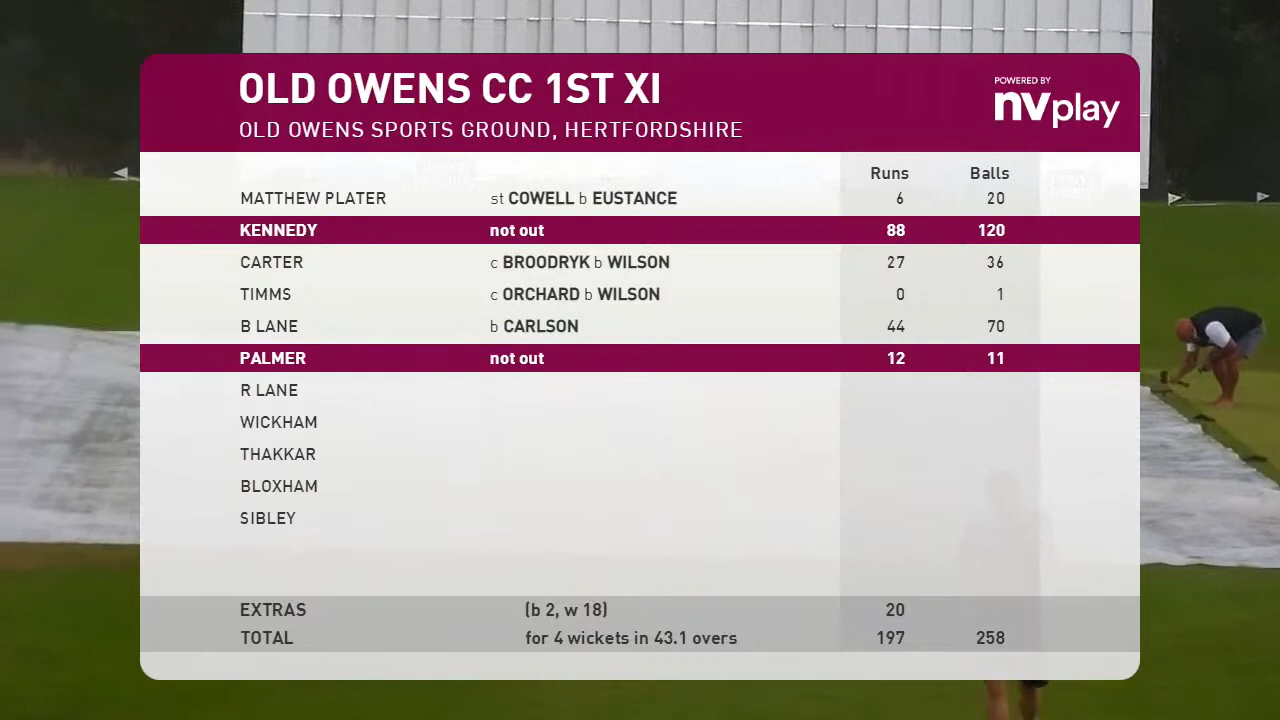 OLD OWENS CC 1ST XI
OLD OWENS SPORTS GROUND, HERTFORDSHIRE
POWERED BY
nvplay
Runs Balls
MATTHEW PLATER st COWELL b EUSTANCE 6 20
KENNEDY not out 88 120
CARTER c BROODRYK b WILSON 27 36
TIMMS c ORCHARD b WILSON 0 1
B LANE b CARLSON 44 70
PALMER not out 12 11
R LANE
WICKHAM
THAKKAR
BLOXHAM
SIBLEY
EXTRAS (b 2, w 18) 20
TOTAL for 4 wickets in 43.1 overs 197 258